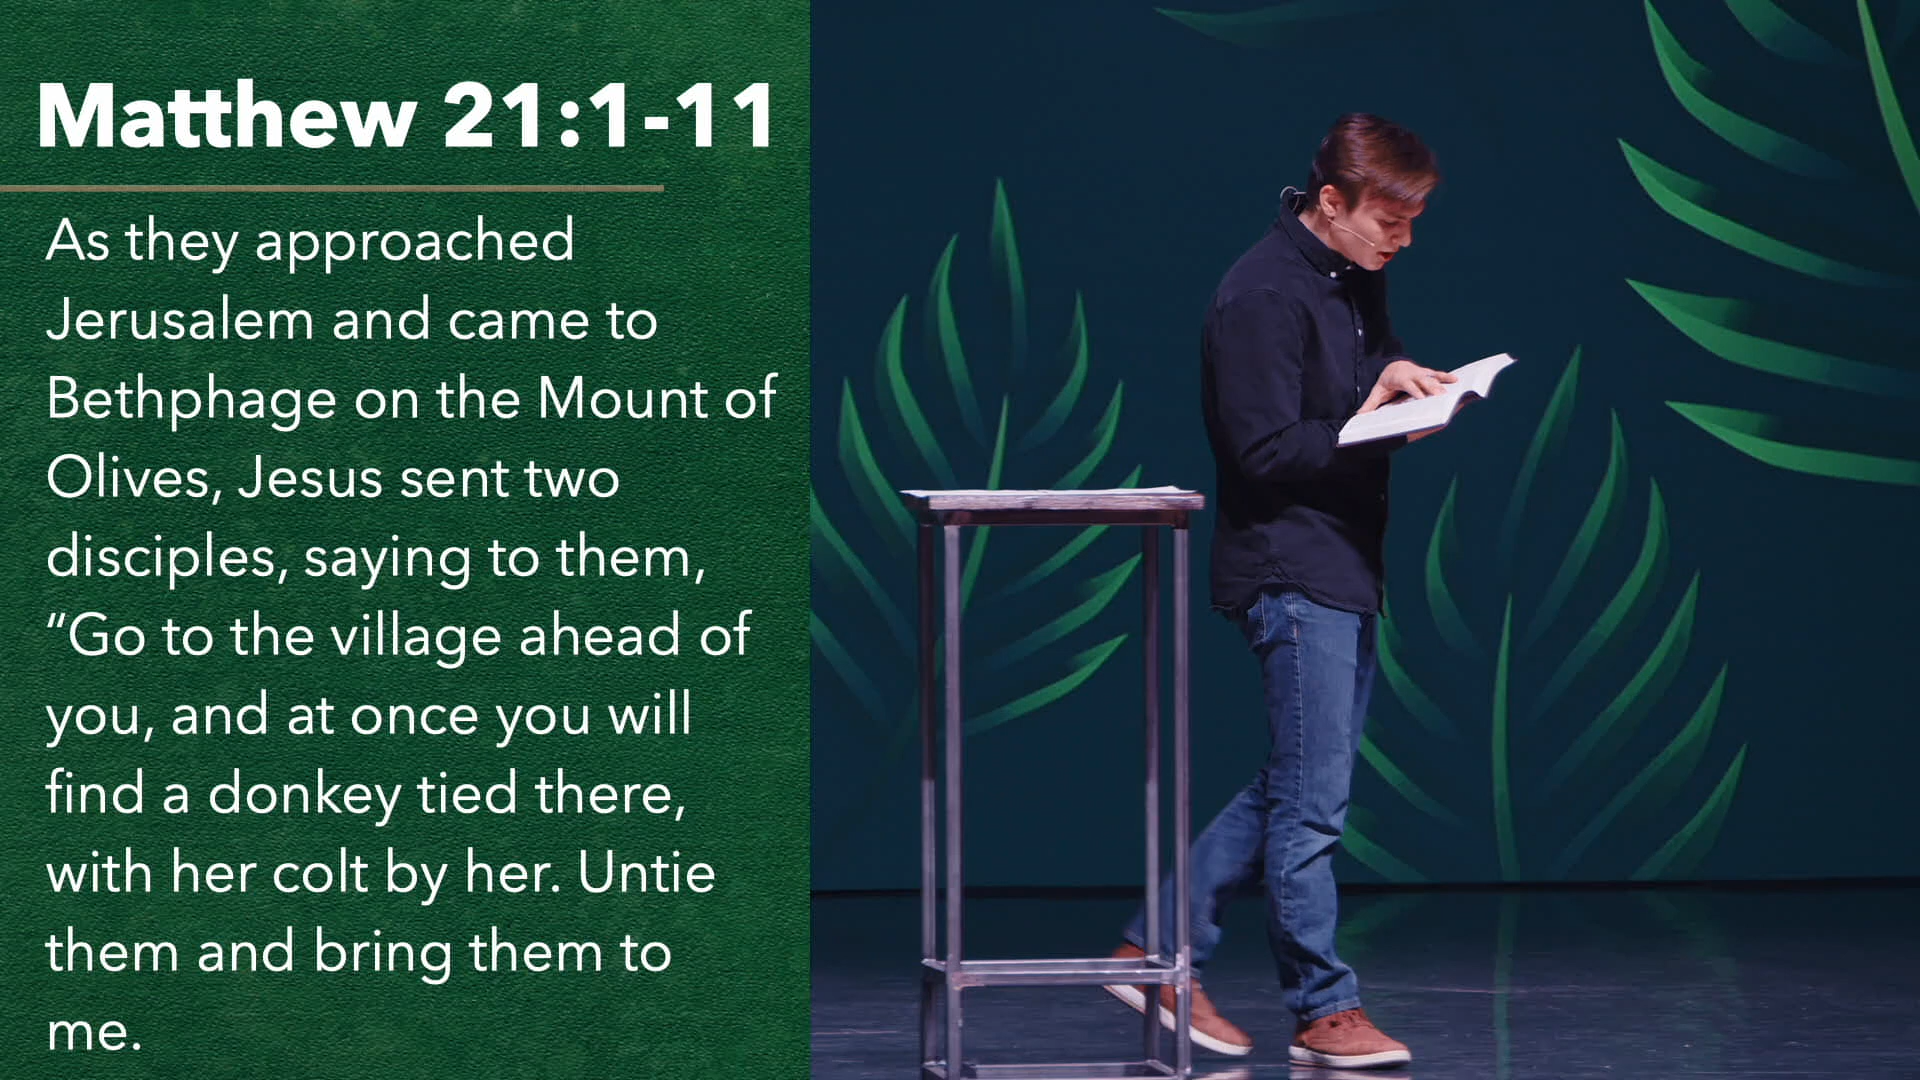 Matthew 21:1-11
As they approached
Jerusalem and came to
Bethphage on the Mount of
Olives, Jesus sent two
disciples, saying to them,
“Go to the village ahead of
you, and at once you will
find a donkey tied there,
with her colt by her. Untie
them and bring them to
me.